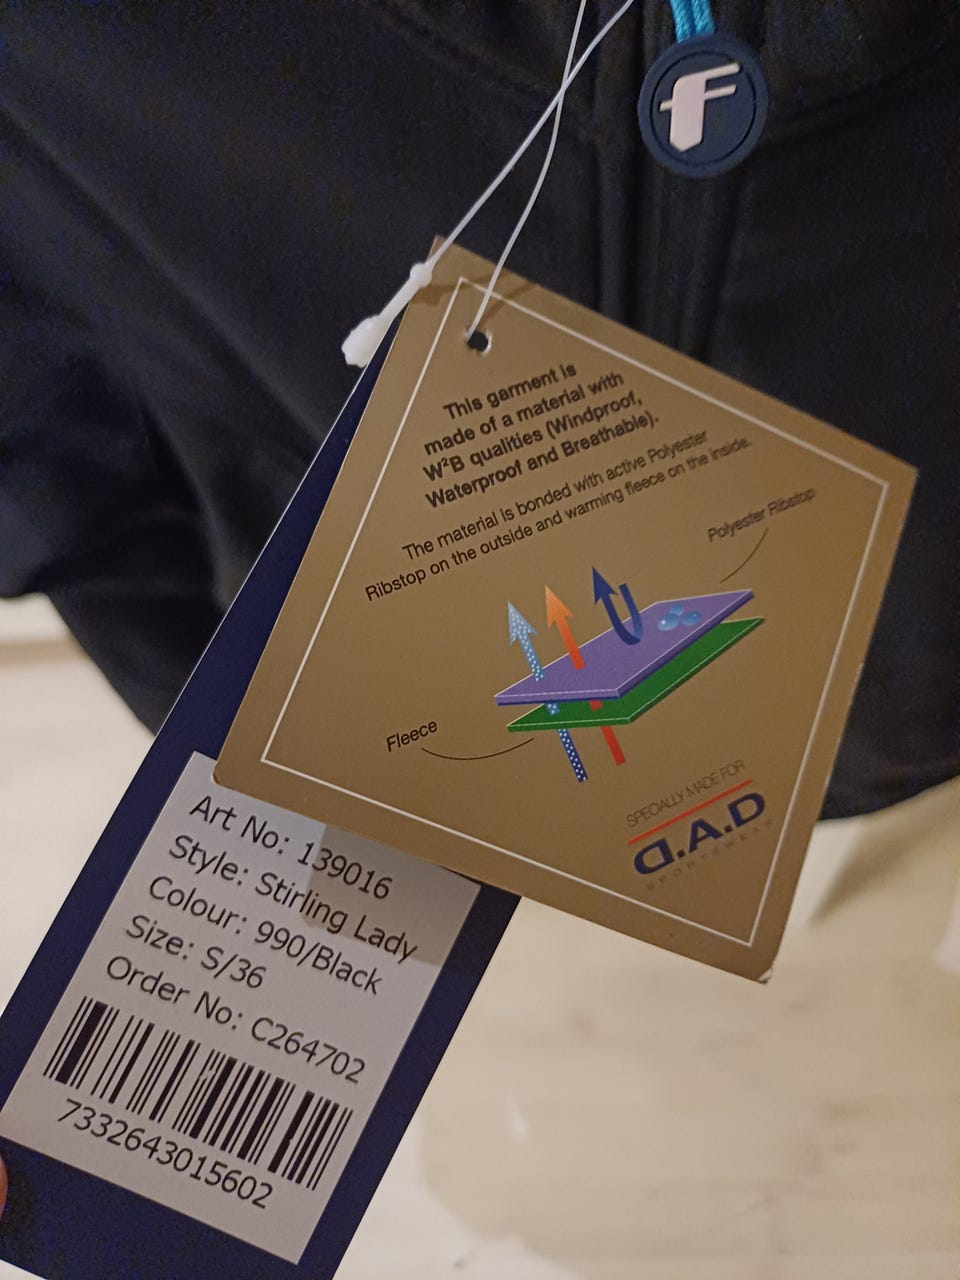 f
This garment is
made of a material with
W²B qualities (Windproof,
Waterproof and Breathable).
The material is bonded with active Polyester
Ribstop on the outside and warming fleece on the inside.
Polyester Ribstop
Fleece
SPECIALLY MADE FOR
D.A.D
SPORTSWEAR
Art No: 139016
Style: Stirling Lady
Colour: 990/Black
Size: S/36
Order No: C264702
7332643015602